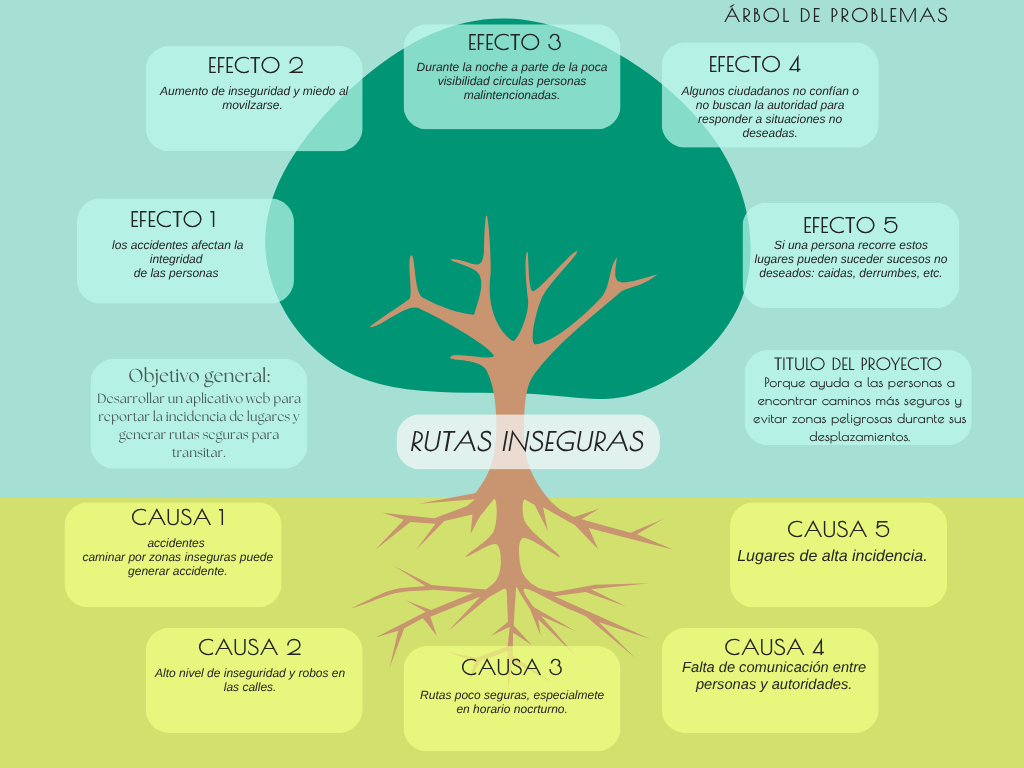 ÁRBOL DE PROBLEMAS
EFECTO 3
Durante la noche a parte de la poca
visibilidad circulas personas
malintencionadas.
EFECTO 2
Aumento de inseguridad y miedo al
movilzarse.
EFECTO 4
Algunos ciudadanos no confían o
no buscan la autoridad para
responder a situaciones no
deseadas.
EFECTO 1
los accidentes afectan la
integridad
de las personas
EFECTO 5
Si una persona recorre estos
lugares pueden suceder sucesos no
deseados: caidas, derrumbes, etc.
Objetivo general:
Desarrollar un aplicativo web para
reportar la incidencia de lugares y
generar rutas seguras para
transitar.
TITULO DEL PROYECTO
Porque ayuda a las personas a
encontrar caminos más seguros y
evitar zonas peligrosas durante sus
desplazamientos.
RUTAS INSEGURAS
CAUSA 1
accidentes
caminar por zonas inseguras puede
generar accidente.
CAUSA 5
Lugares de alta incidencia.
CAUSA 2
Alto nivel de inseguridad y robos en
las calles.
CAUSA 3
Rutas poco seguras, especialmete
en horario nocrturno.
CAUSA 4
Falta de comunicación entre
personas y autoridades.